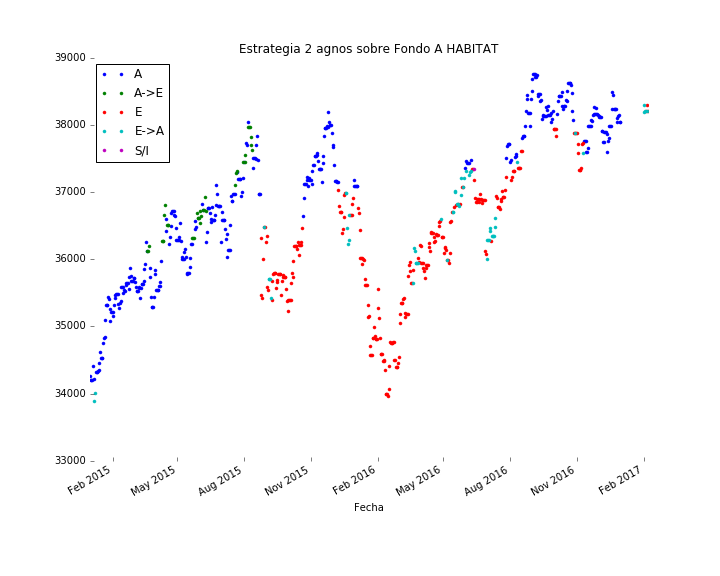 Estrategia 2 agnos sobre Fondo A HABITAT
39000
38000
37000
36000
35000
34000
33000
A
A->E
E
E->A
S/I
Feb 2015
May 2015
Aug 2015
Nov 2015
Feb 2016
May 2016
Aug 2016
Nov 2016
Feb 2017
Fecha